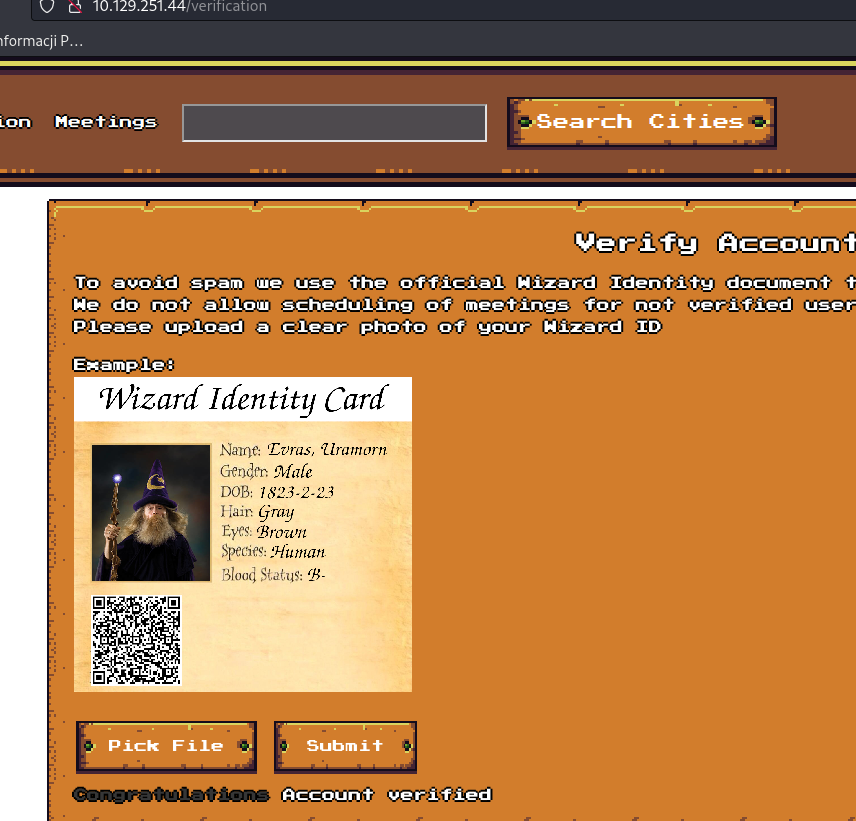 10.129.251.44/verification
nformacji P...
ion Meetings Search Cities
Verify Account
To avoid spam we use the official Wizard Identity document t
We do not allow scheduling of meetings for not verified user
Please upload a clear photo of your Wizard ID
Example:
Wizard Identity Card
Name: Evras, Uramorn
Gender: Male
DOB: 1823-2-23
Hair: Gray
Eyes: Brown
Species: Human
Blood Status: B-
Pick File Submit
Congratulations Account verified